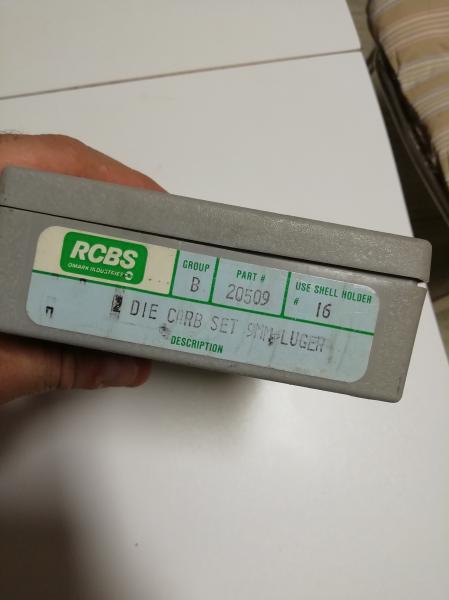 RCBS
OMARK INDUSTRIES
GROUP
B
PART #
20509
USE SHELL HOLDER
# 16
DIE CARB SET 9MM LUGER
DESCRIPTION